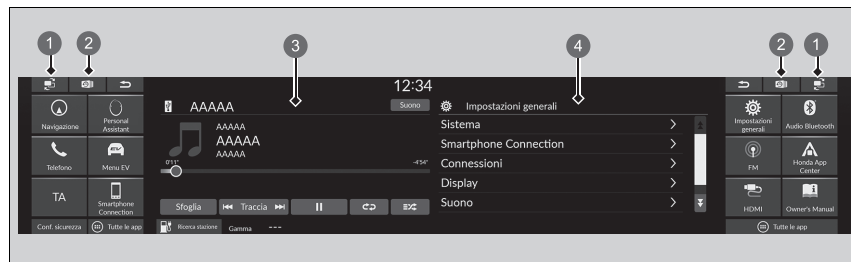 1
2
3
4
2
1
12:34
Navigazione
Personal
Assistant
Telefono
Menu EV
TA
Smartphone
Connection
Conf. sicurezza
Tutte le app
AAAAA
Suono
AAAAA
AAAAA
AAAAA
0'11"
-4'54"
Sfoglia
Traccia
Ricerca stazione
Gamma ---
Impostazioni generali
Sistema
Smartphone Connection
Connessioni
Display
Suono
Impostazioni
generali
Audio Bluetooth
FM
Honda App
Center
HDMI
Owner's Manual
Tutte le app